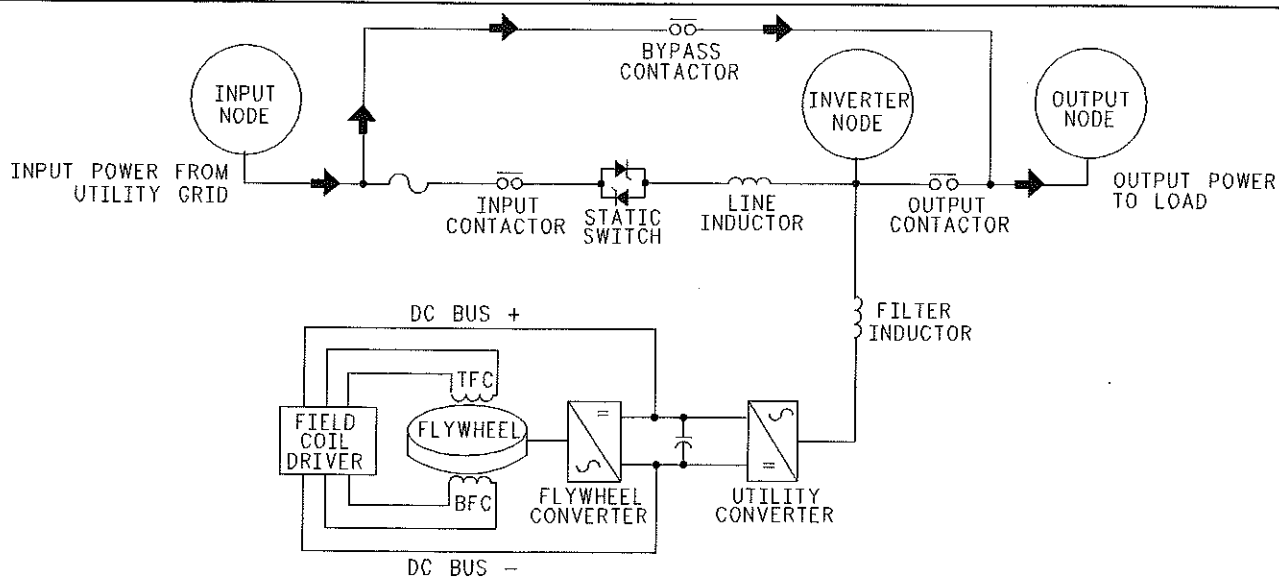 BYPASS
CONTACTOR
INPUT
NODE
INVERTER
NODE
OUTPUT
NODE
INPUT POWER FROM
UTILITY GRID
INPUT
CONTACTOR
STATIC
SWITCH
LINE
INDUCTOR
OUTPUT
CONTACTOR
OUTPUT POWER
TO LOAD
FILTER
INDUCTOR
DC BUS +
TFC
FIELD
COIL
DRIVER
FLYWHEEL
BFC
FLYWHEEL
CONVERTER
UTILITY
CONVERTER
DC BUS -